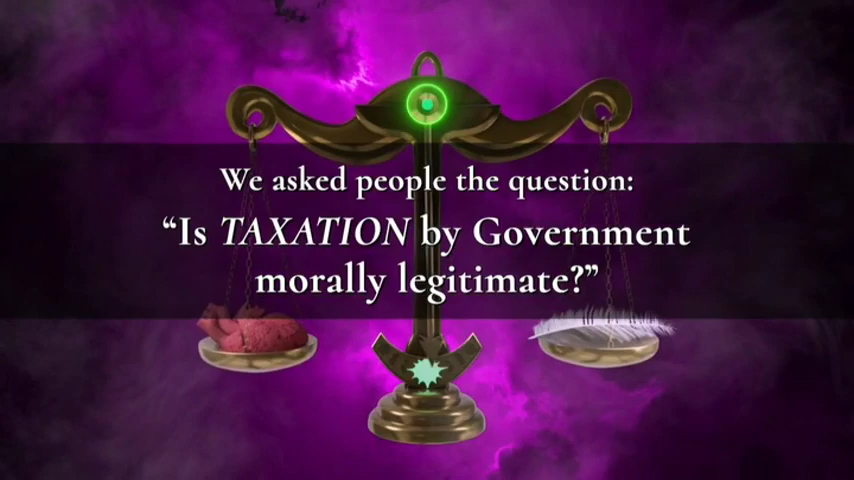 We asked people the question:
“Is TAXATION by Government
morally legitimate?”